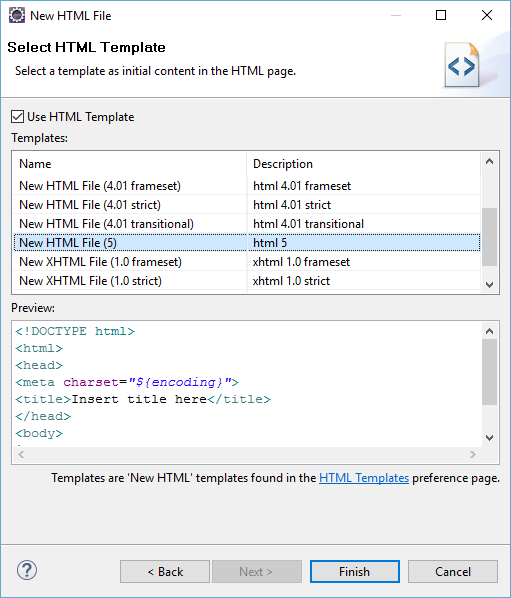 New HTML File
Select HTML Template
Select a template as initial content in the HTML page.
Use HTML Template
Templates:
Name Description
New HTML File (4.01 frameset) html 4.01 frameset
New HTML File (4.01 strict) html 4.01 strict
New HTML File (4.01 transitional) html 4.01 transitional
New HTML File (5) html 5
New XHTML File (1.0 frameset) xhtml 1.0 frameset
New XHTML File (1.0 strict) xhtml 1.0 strict
Preview:
<!DOCTYPE html>
<html>
<head>
<meta charset="${encoding}">
<title>Insert title here</title>
</head>
<body>
Templates are 'New HTML' templates found in the HTML Templates preference page.
? < Back Next > Finish Cancel